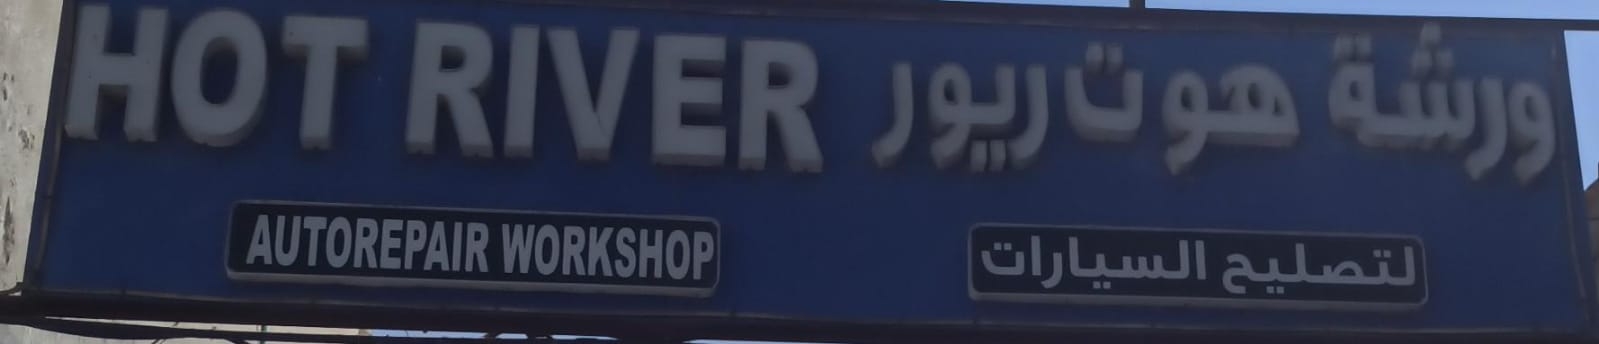 HOT RIVER
ورشة هوت ريور
AUTOREPAIR WORKSHOP
لتصليح السيارات